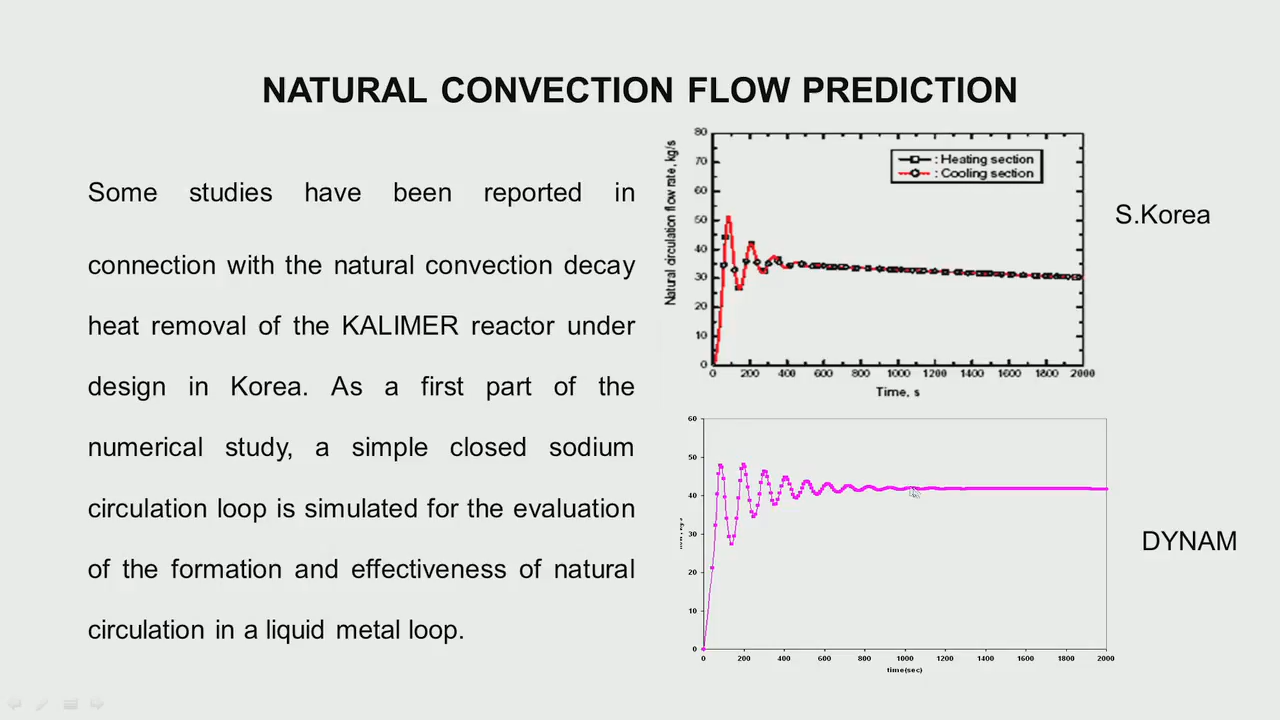 NATURAL CONVECTION FLOW PREDICTION
Some studies have been reported in
connection with the natural convection decay
heat removal of the KALIMER reactor under
design in Korea. As a first part of the
numerical study, a simple closed sodium
circulation loop is simulated for the evaluation
of the formation and effectiveness of natural
circulation in a liquid metal loop.
Natural circulation flow rate, kg/s
80
70
60
50
40
30
20
10
0
: Heating section
: Cooling section
0 200 400 600 800 1000 1200 1400 1600 1800 2000
Time, s
S.Korea
60
50
40
30
20
10
0
0 200 400 600 800 1000 1200 1400 1600 1800 2000
time(sec)
DYNAM